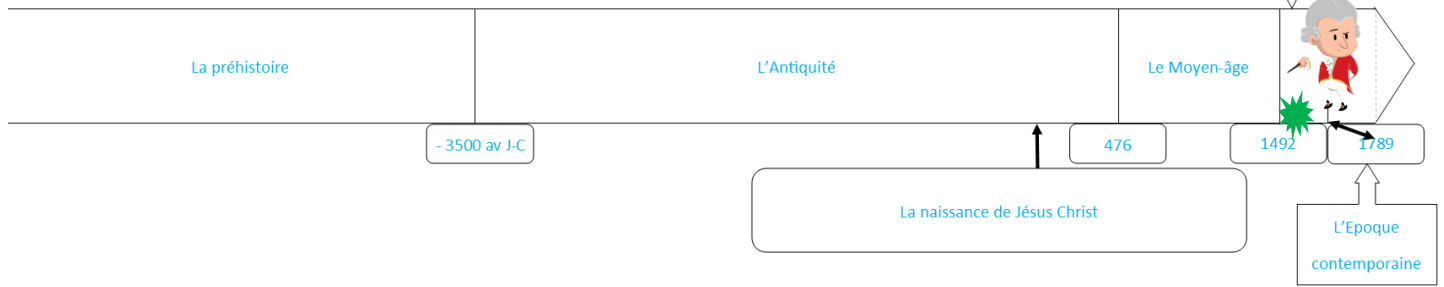 La préhistoire
L'Antiquité
Le Moyen-âge
- 3500 av J-C
476
1492
1789
La naissance de Jésus Christ
L'Epoque
contemporaine